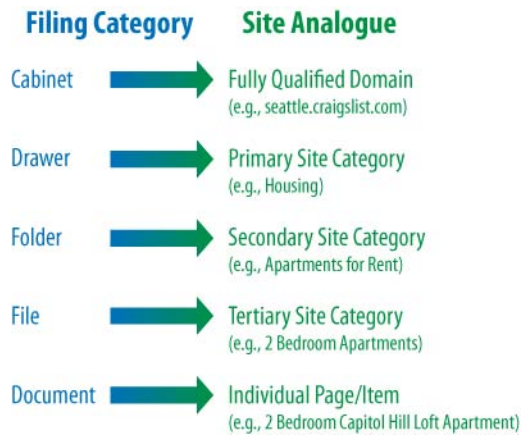 Filing Category Site Analogue
Cabinet Fully Qualified Domain
(e.g., seattle.craigslist.com)
Drawer Primary Site Category
(e.g., Housing)
Folder Secondary Site Category
(e.g., Apartments for Rent)
File Tertiary Site Category
(e.g., 2 Bedroom Apartments)
Document Individual Page/Item
(e.g., 2 Bedroom Capitol Hill Loft Apartment)